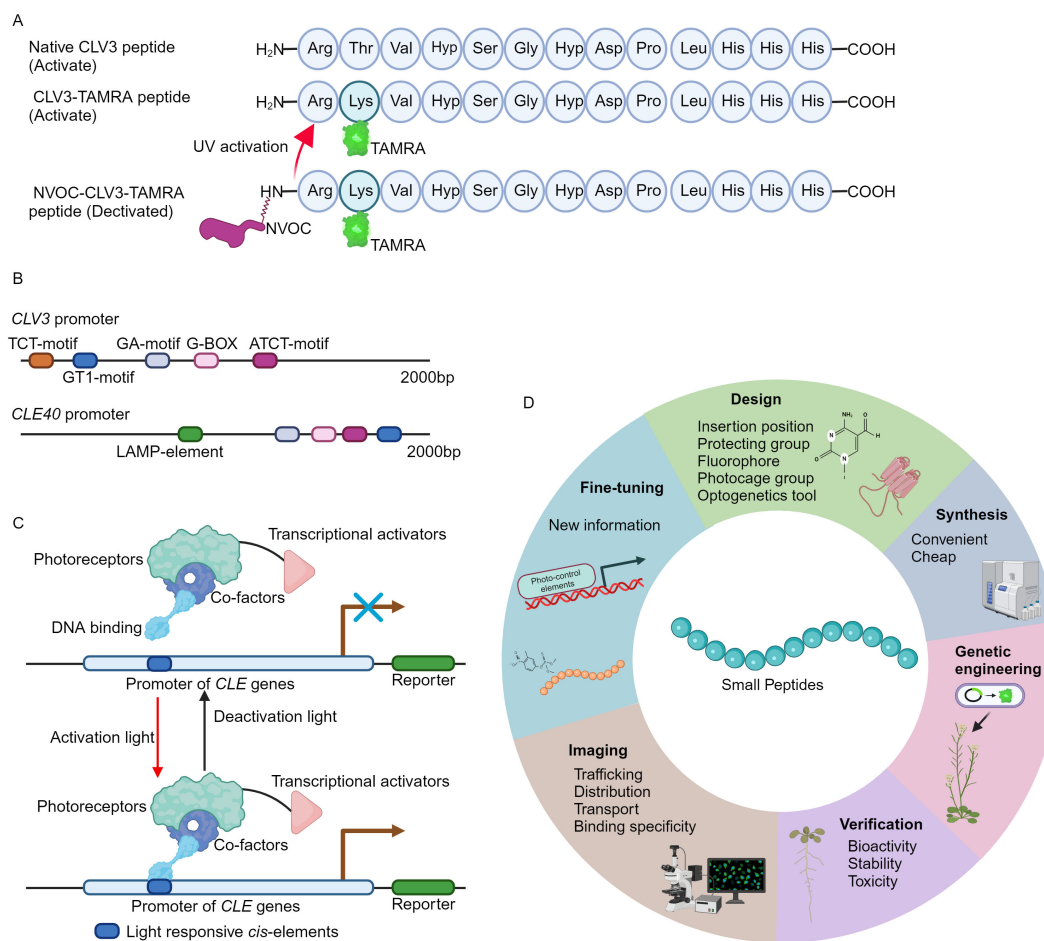 A
Native CLV3 peptide
(Activate)
H₂N Arg Thr Val Hyp Ser Gly Hyp Asp Pro Leu His His His COOH
CLV3-TAMRA peptide
(Activate)
H₂N Arg Lys Val Hyp Ser Gly Hyp Asp Pro Leu His His His COOH
UV activation
TAMRA
NVOC-CLV3-TAMRA
peptide (Dectivated)
HN Arg Lys Val Hyp Ser Gly Hyp Asp Pro Leu His His His COOH
NVOC
TAMRA
B
CLV3 promoter
TCT-motif GA-motif G-BOX ATCT-motif
GT1-motif 2000bp
CLE40 promoter
LAMP-element 2000bp
C
Transcriptional activators
Photoreceptors
Co-factors
DNA binding
Promoter of CLE genes Reporter
Activation light
Deactivation light
Transcriptional activators
Photoreceptors
Co-factors
Promoter of CLE genes Reporter
Light responsive cis-elements
D
Design
Insertion position
Protecting group
Fluorophore
Photocage group
Optogenetics tool
NH₂
N
O
H
O
N
Synthesis
Convenient
Cheap
Genetic
engineering
Verification
Bioactivity
Stability
Toxicity
Imaging
Trafficking
Distribution
Transport
Binding specificity
Fine-tuning
New information
Photo-control
elements
Small Peptides